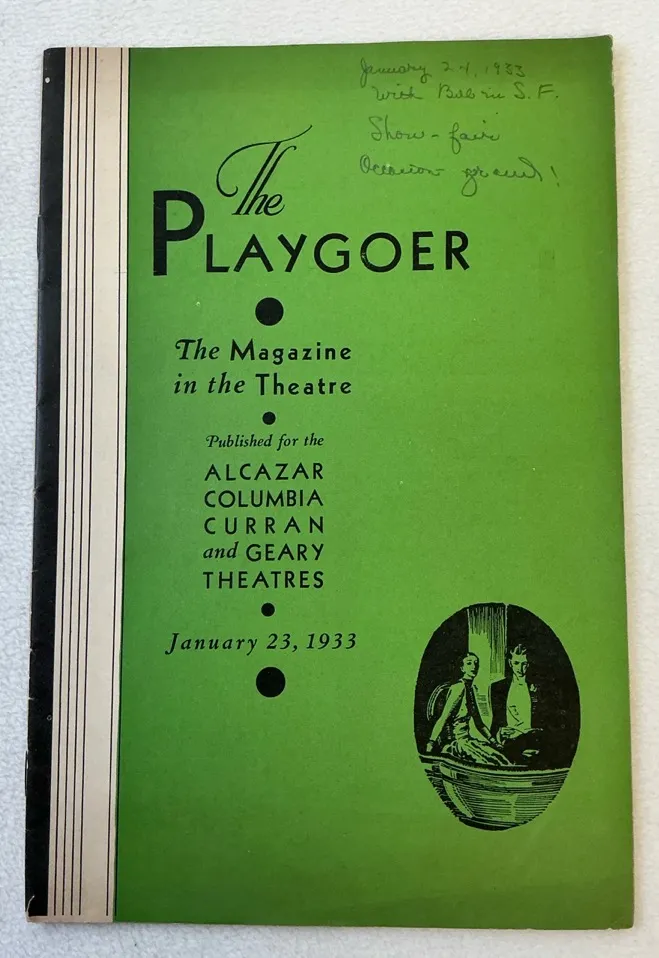 January 24, 1933
With Bob in S. F.
Show - fair
Occasion grand!
The
PLAYGOER
The Magazine
in the Theatre
Published for the
ALCAZAR
COLUMBIA
CURRAN
and GEARY
THEATRES
January 23, 1933